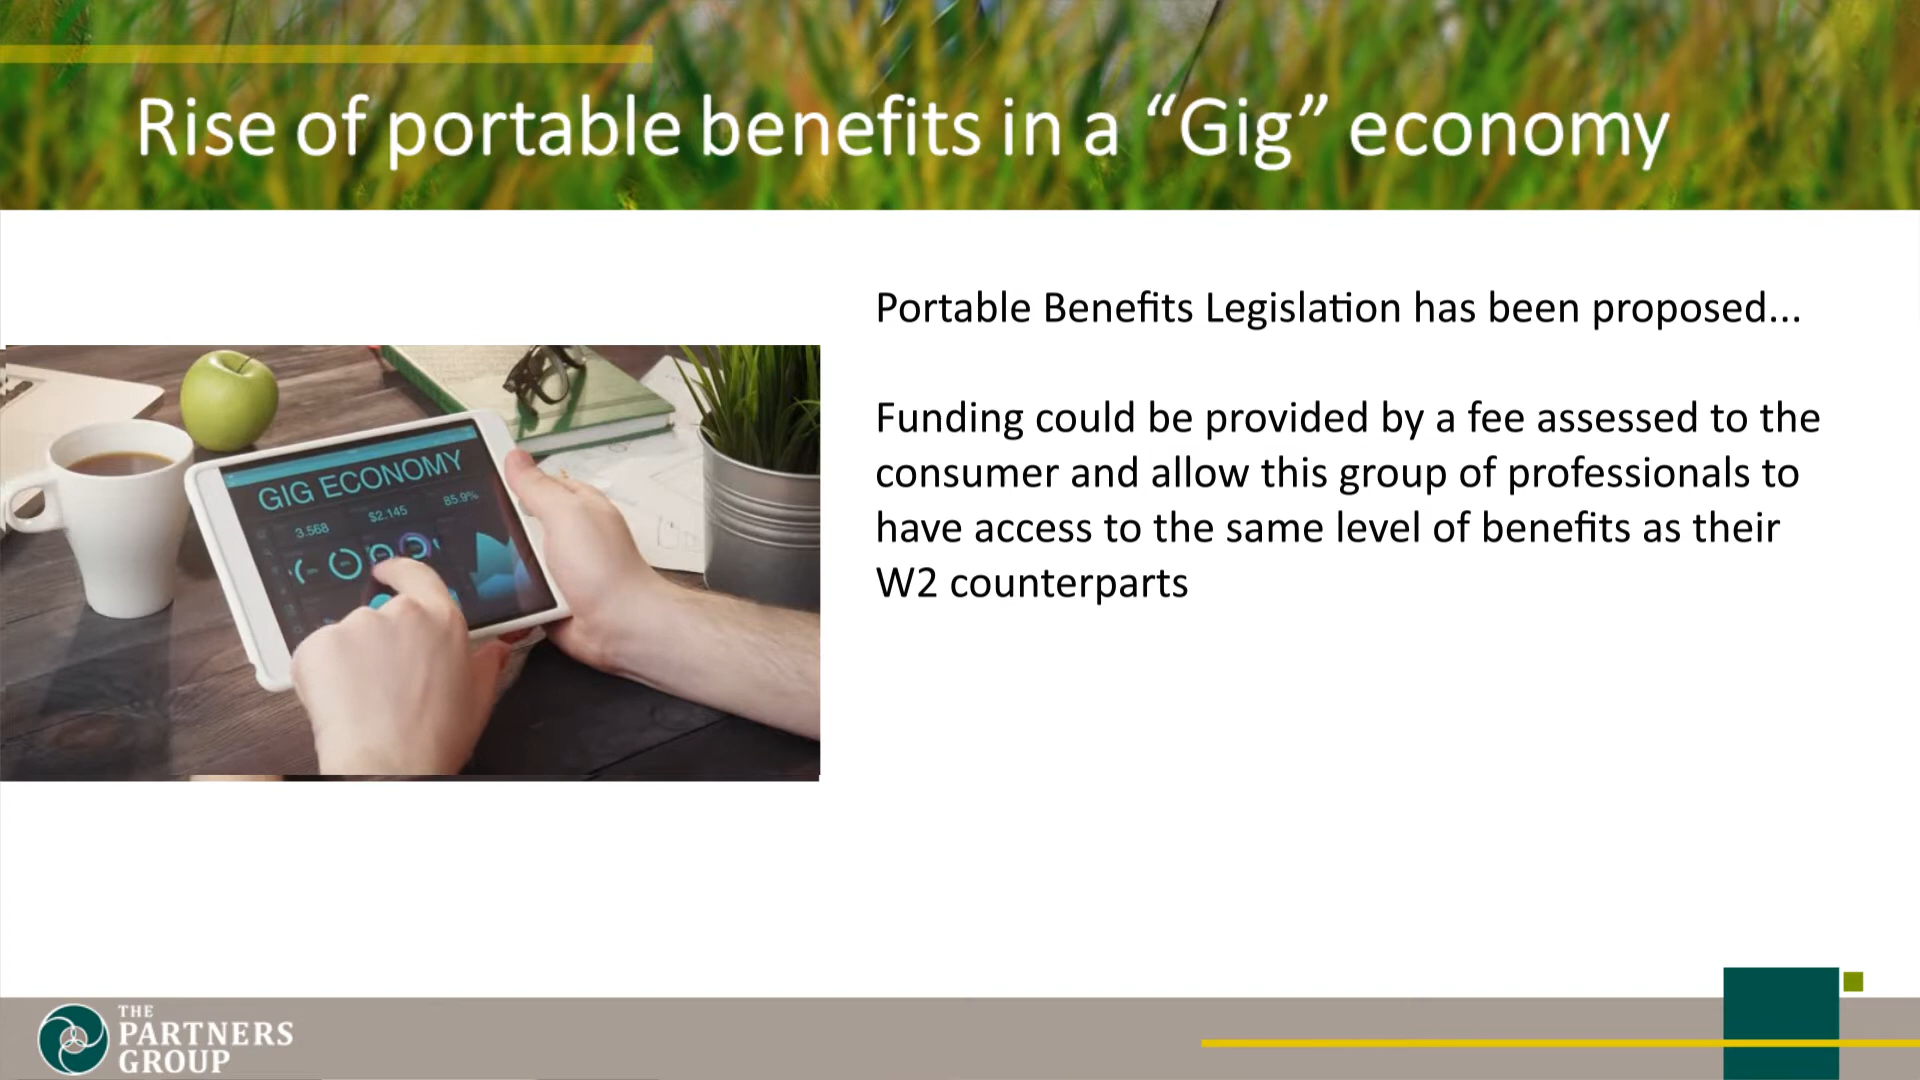 Rise of portable benefits in a “Gig” economy
Portable Benefits Legislation has been proposed...
Funding could be provided by a fee assessed to the
consumer and allow this group of professionals to
have access to the same level of benefits as their
W2 counterparts
GIG ECONOMY
3.568
$2.145
85.9%
THE
PARTNERS
GROUP